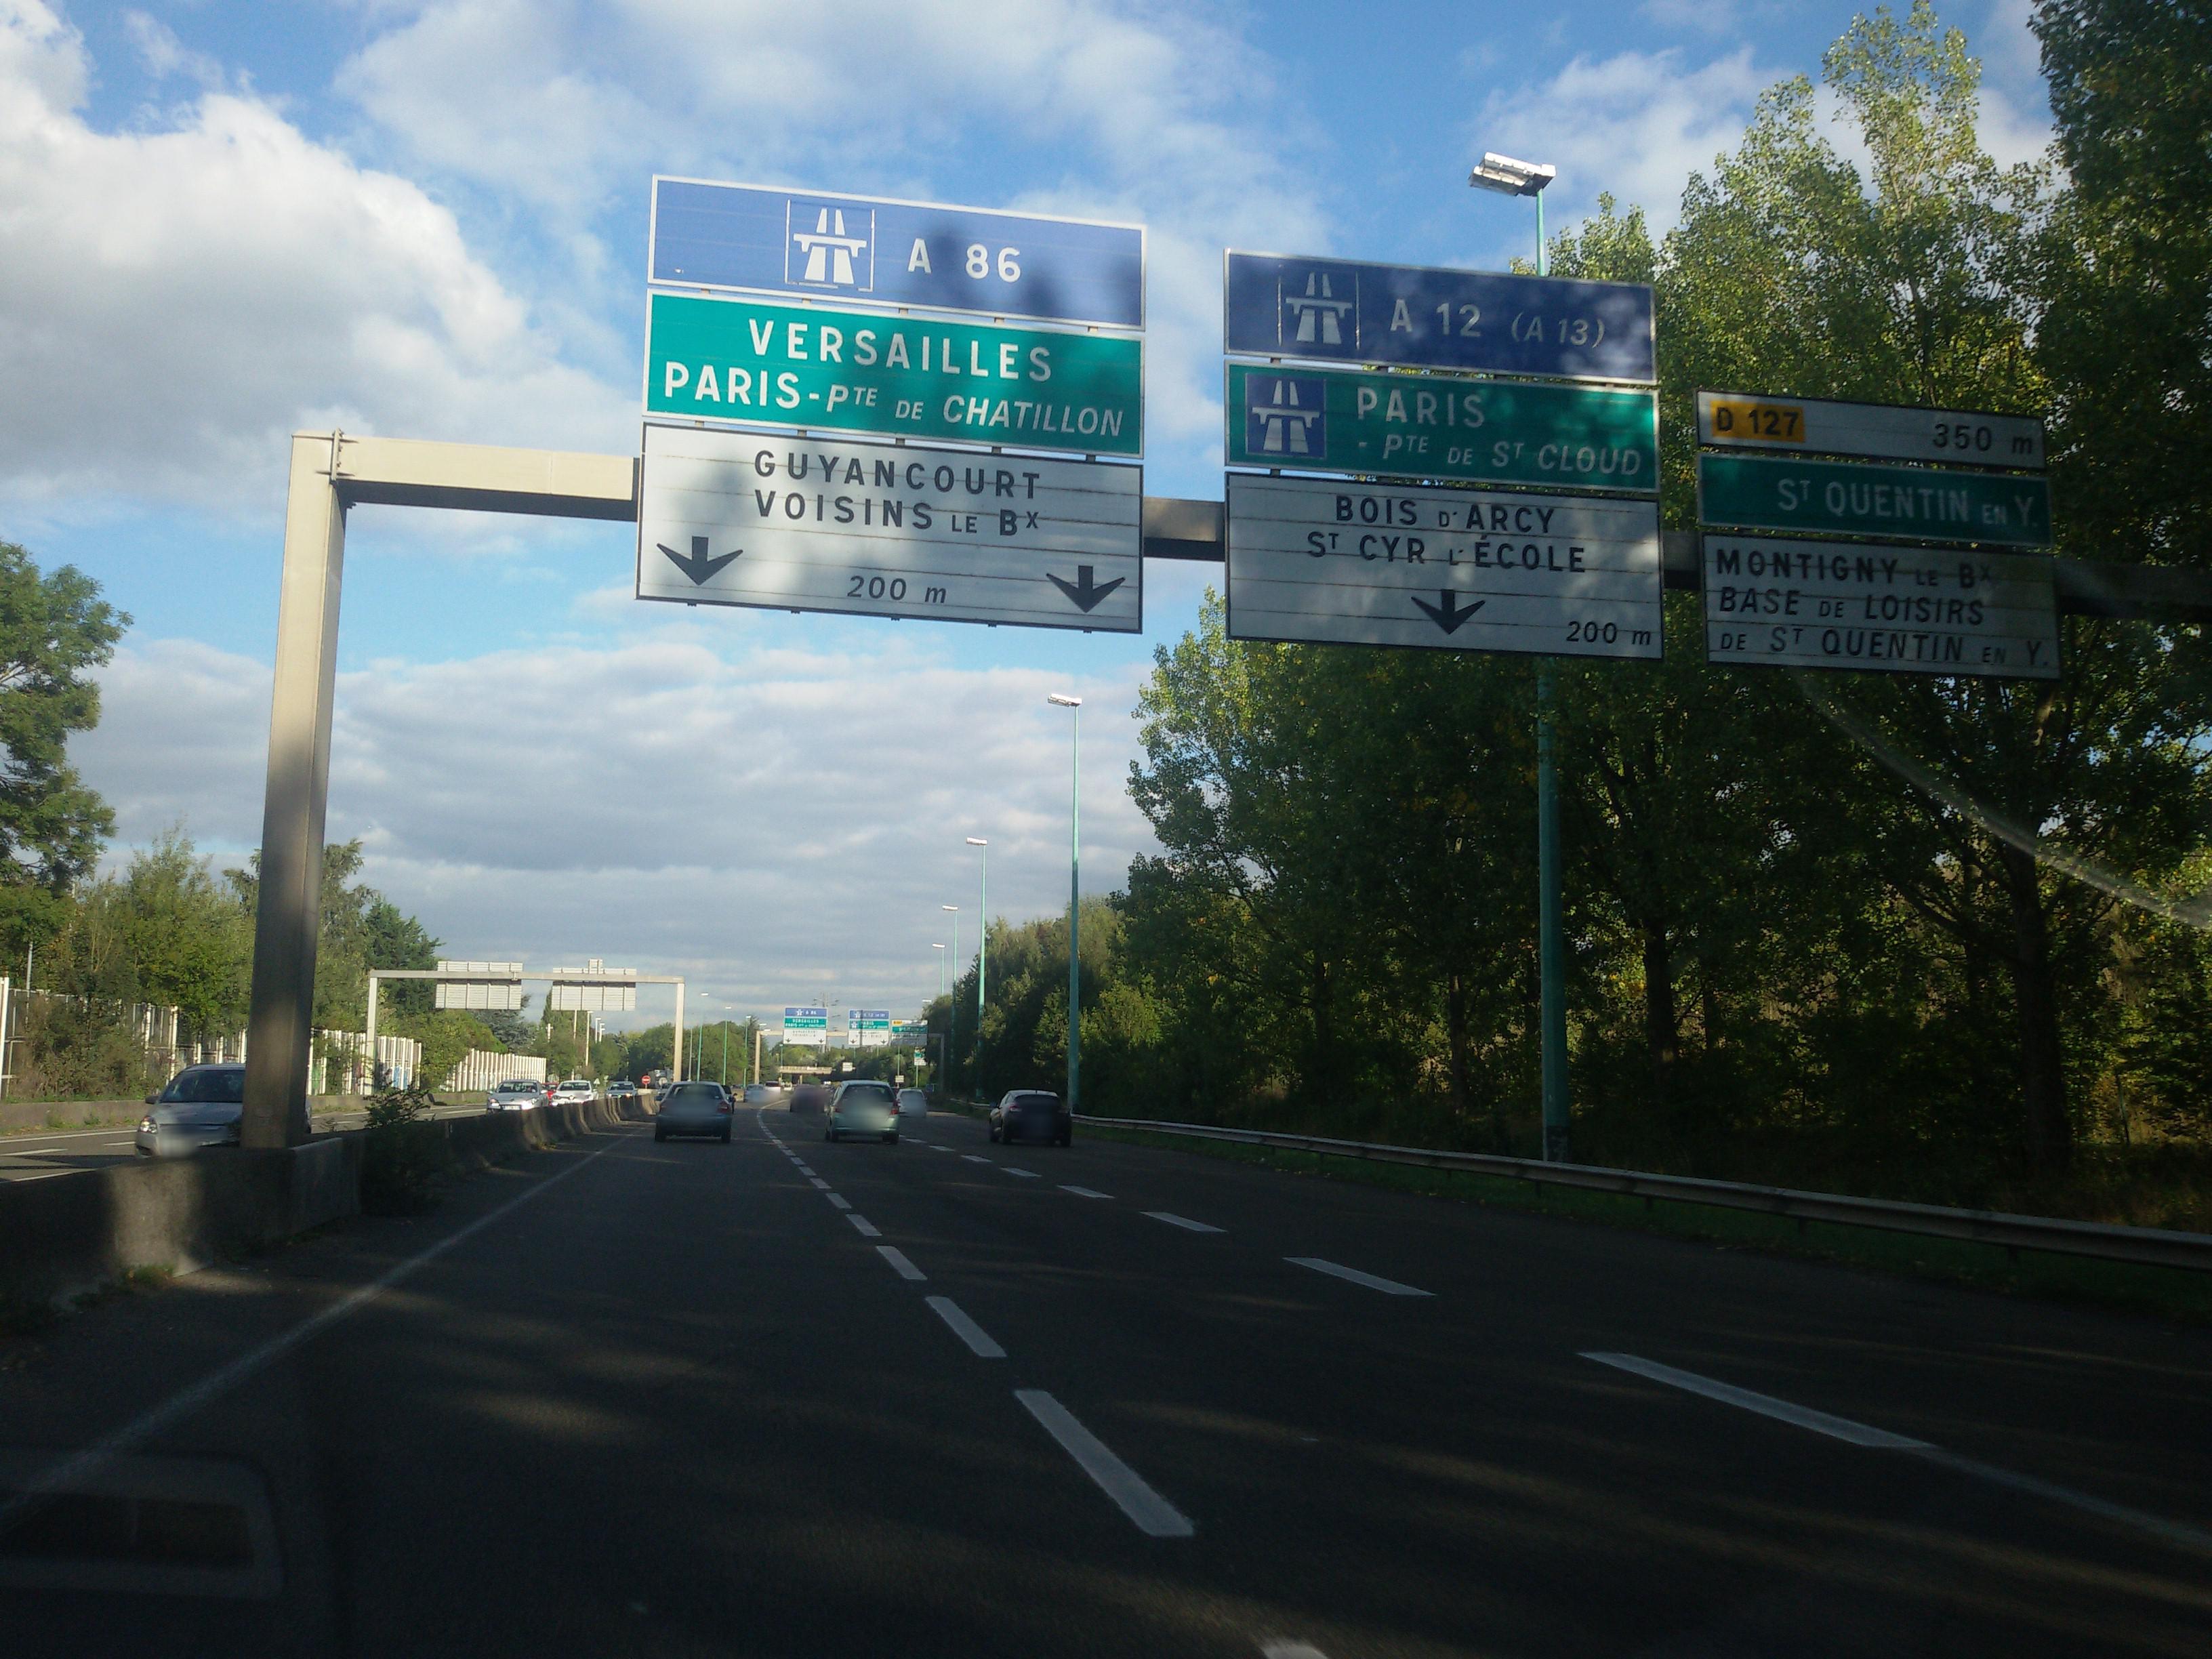 A 86
VERSAILLES
PARIS-PTE DE CHATILLON
GUYANCOURT
VOISINS LE BX
200 m
A 12 (A 13)
PARIS
- PTE DE ST CLOUD
BOIS D'ARCY
ST CYR L'ÉCOLE
200 m
D 127 350 m
ST QUENTIN EN Y.
MONTIGNY LE BX
BASE DE LOISIRS
DE ST QUENTIN EN Y.